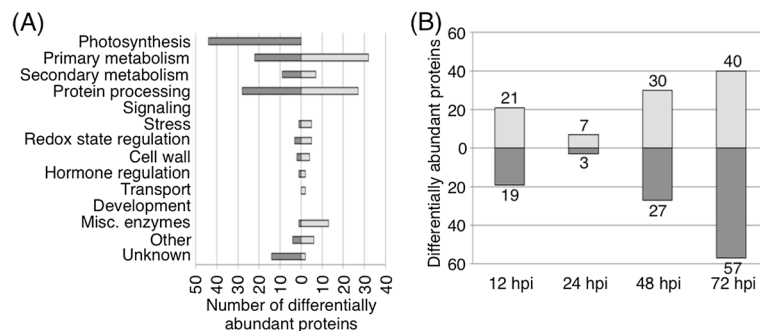 (A)
Photosynthesis
Primary metabolism
Secondary metabolism
Protein processing
Signaling
Stress
Redox state regulation
Cell wall
Hormone regulation
Transport
Development
Misc. enzymes
Other
Unknown
50 40 30 20 10 0 10 20 30 40
Number of differentially
abundant proteins
(B)
Differentially abundant proteins
60
40
20
0
20
40
60
21 7 30 40
19 3 27 57
12 hpi 24 hpi 48 hpi 72 hpi